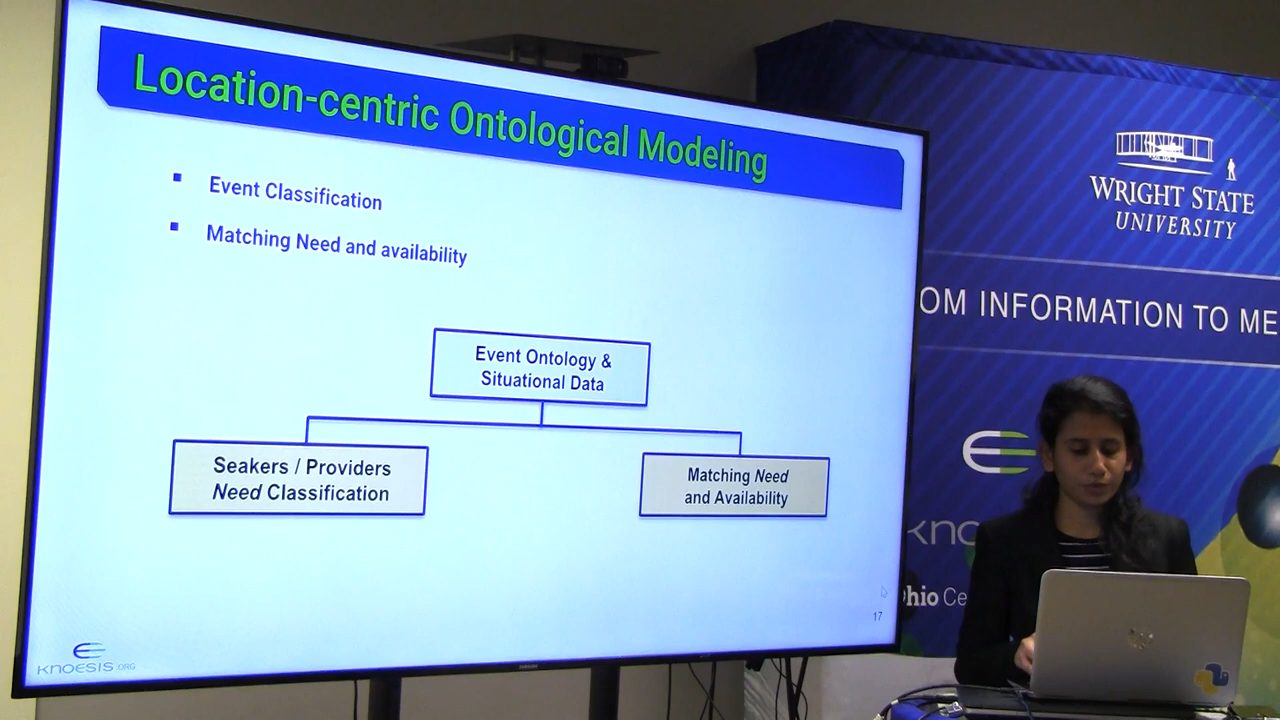 Location-centric Ontological Modeling
Event Classification
Matching Need and availability
Event Ontology &
Situational Data
Seakers / Providers
Need Classification
Matching Need
and Availability
17
KNOESIS.ORG
WRIGHT STATE
UNIVERSITY
OM INFORMATION TO ME
KNO
Ohio Ce